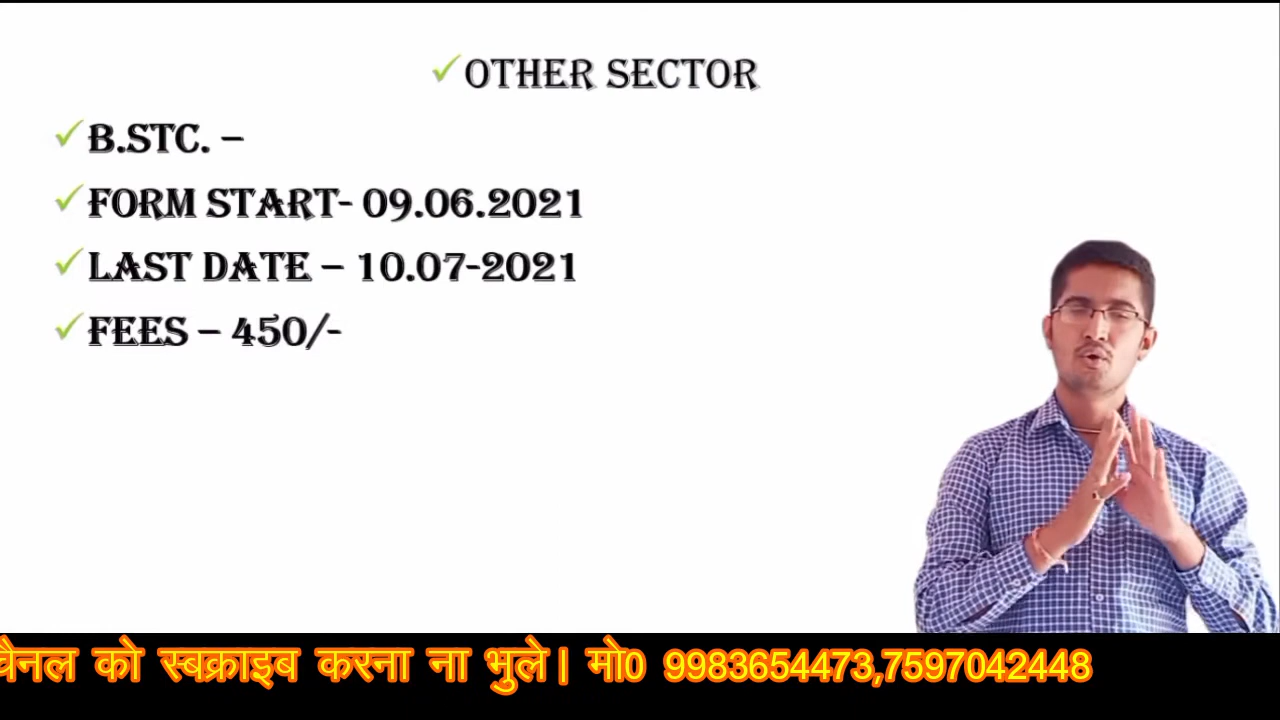 OTHER SECTOR
B.STC. –
FORM START- 09.06.2021
LAST DATE – 10.07-2021
FEES – 450/-
चैनल को स्बक्राइब करना ना भुले| मो0 9983654473,7597042448